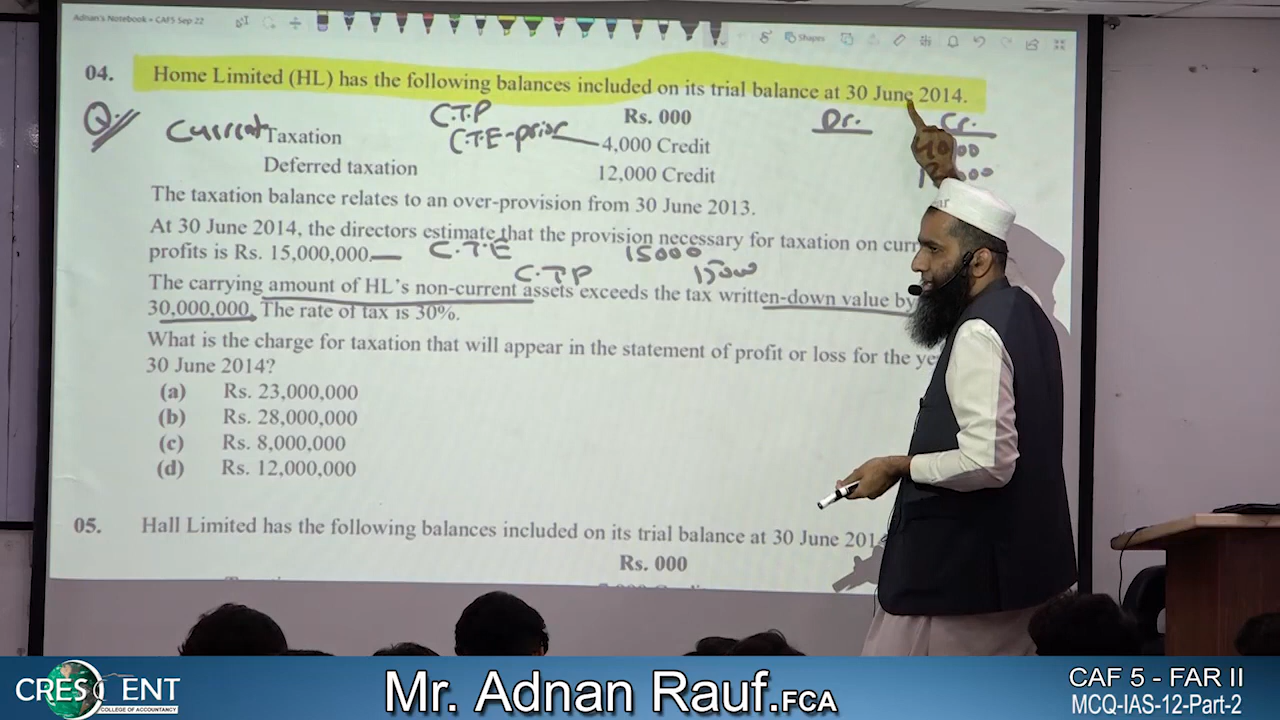 Adnan's Notebook • CAF5 Sep 22
Shapes
04. Home Limited (HL) has the following balances included on its trial balance at 30 June 2014.
Q. C.T.P Rs. 000 Dr. Cr.
Current Taxation C.T.E-prior 4,000 Credit
Deferred taxation 12,000 Credit
The taxation balance relates to an over-provision from 30 June 2013.
At 30 June 2014, the directors estimate that the provision necessary for taxation on curr
profits is Rs. 15,000,000. C.T.E 15000
C.T.P 15000
The carrying amount of HL's non-current assets exceeds the tax written-down value by
30,000,000. The rate of tax is 30%.
What is the charge for taxation that will appear in the statement of profit or loss for the ye
30 June 2014?
(a) Rs. 23,000,000
(b) Rs. 28,000,000
(c) Rs. 8,000,000
(d) Rs. 12,000,000
05. Hall Limited has the following balances included on its trial balance at 30 June 201
Rs. 000
CRESCENT
COLLEGE OF ACCOUNTANCY
Mr. Adnan Rauf.FCA
CAF 5 - FAR II
MCQ-IAS-12-Part-2